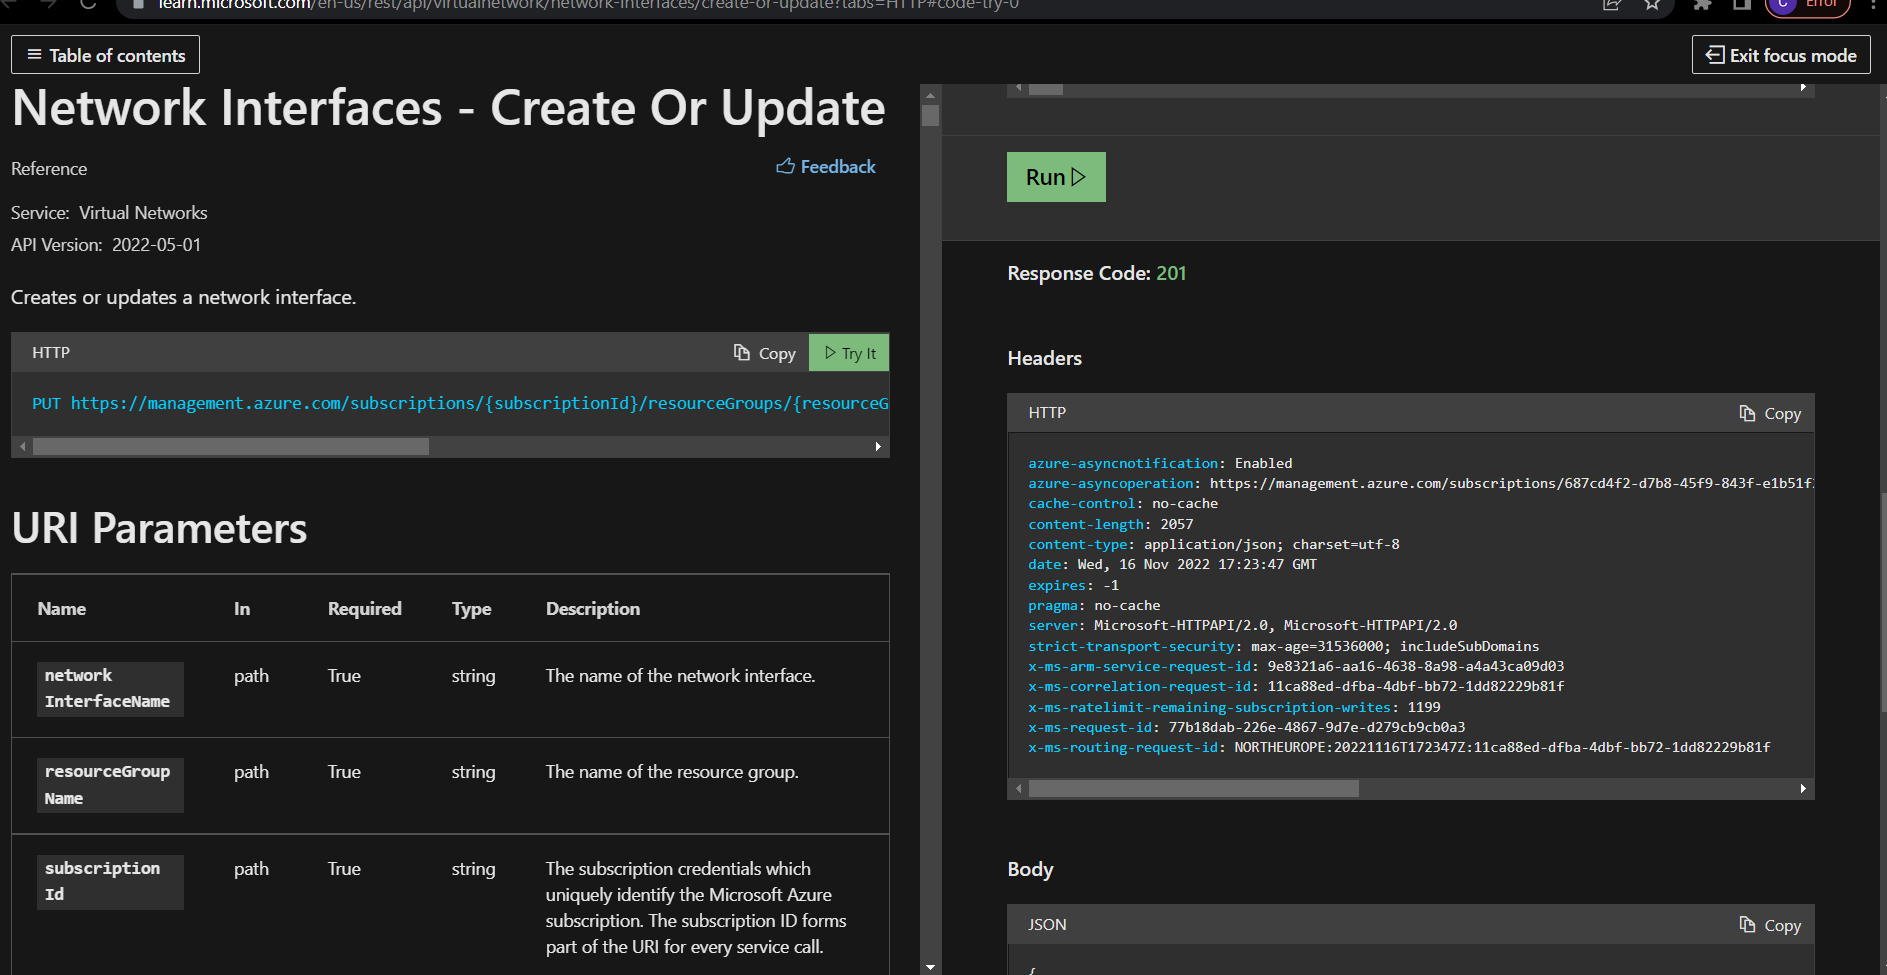 learn.microsoft.com/en-us/rest/api/virtualnetwork/network-interfaces/create-or-update?tabs=HTTP#code-try-0
C
Error
Table of contents
Exit focus mode
Network Interfaces - Create Or Update
Reference
Feedback
Service: Virtual Networks
API Version: 2022-05-01
Creates or updates a network interface.
HTTP
Copy
Try It
PUT https://management.azure.com/subscriptions/{subscriptionId}/resourceGroups/{resourceG
URI Parameters
Name In Required Type Description
network
InterfaceName
path True string The name of the network interface.
resourceGroup
Name
path True string The name of the resource group.
subscription
Id
path True string The subscription credentials which
uniquely identify the Microsoft Azure
subscription. The subscription ID forms
part of the URI for every service call.
Run
Response Code: 201
Headers
HTTP
Copy
azure-asyncnotification: Enabled
azure-asyncoperation: https://management.azure.com/subscriptions/687cd4f2-d7b8-45f9-843f-e1b51f
cache-control: no-cache
content-length: 2057
content-type: application/json; charset=utf-8
date: Wed, 16 Nov 2022 17:23:47 GMT
expires: -1
pragma: no-cache
server: Microsoft-HTTPAPI/2.0, Microsoft-HTTPAPI/2.0
strict-transport-security: max-age=31536000; includeSubDomains
x-ms-arm-service-request-id: 9e8321a6-aa16-4638-8a98-a4a43ca09d03
x-ms-correlation-request-id: 11ca88ed-dfba-4dbf-bb72-1dd82229b81f
x-ms-ratelimit-remaining-subscription-writes: 1199
x-ms-request-id: 77b18dab-226e-4867-9d7e-d279cb9cb0a3
x-ms-routing-request-id: NORTHEUROPE:20221116T172347Z:11ca88ed-dfba-4dbf-bb72-1dd82229b81f
Body
JSON
Copy
{